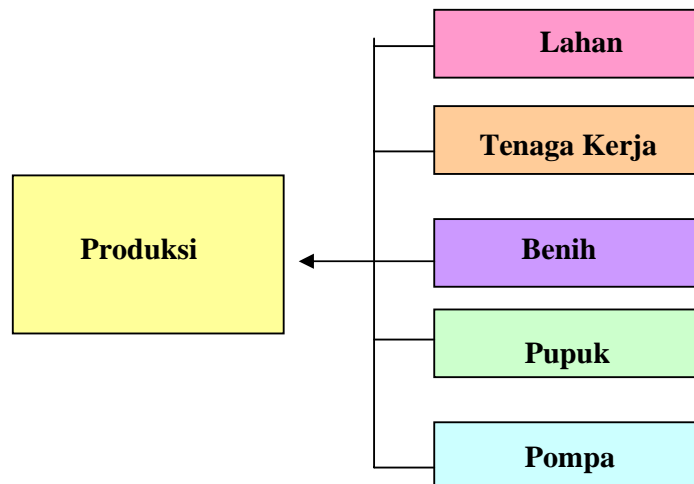 Lahan
Tenaga Kerja
Produksi
Benih
Pupuk
Pompa